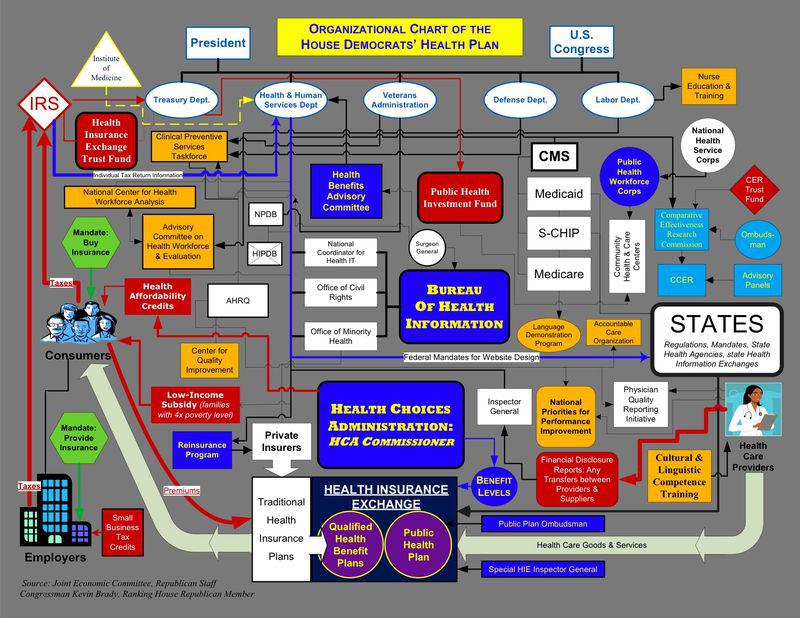 ORGANIZATIONAL CHART OF THE
HOUSE DEMOCRATS' HEALTH PLAN
President
U.S.
Congress
Institute
of
Medicine
IRS
Treasury Dept.
Health & Human
Services Dept
Veterans
Administration
Defense Dept.
Labor Dept.
Nurse
Education &
Training
Health
Insurance
Exchange
Trust Fund
Clinical Preventive
Services
Taskforce
Individual Tax Return Information
Health
Benefits
Advisory
Committee
Public Health
Investment Fund
CMS
Medicaid
S-CHIP
Medicare
National
Health
Service
Corps
Public
Health
Workforce
Corps
CER
Trust
Fund
National Center for Health
Workforce Analysis
Advisory
Committee on
Health Workforce
& Evaluation
NPDB
HIPDB
Mandate:
Buy
Insurance
National
Coordinator for
Health IT
Office of Civil
Rights
Office of Minority
Health
Surgeon
General
Community
Health & Care
Centers
Comparative
Effectiveness
Research
Commission
Ombuds-
man
CCER
Advisory
Panels
BUREAU
OF HEALTH
INFORMATION
Taxes
Health
Affordability
Credits
AHRQ
Consumers
Center for
Quality
Improvement
Language
Demonstration
Program
Accountable
Care
Organization
STATES
Regulations, Mandates, State
Health Agencies, state Health
Information Exchanges
Federal Mandates for Website Design
Low-Income
Subsidy (families
with 4x poverty level)
HEALTH CHOICES
ADMINISTRATION:
HCA COMMISSIONER
Inspector
General
National
Priorities for
Performance
Improvement
Physician
Quality
Reporting
Initiative
Health
Care
Providers
Mandate:
Provide
Insurance
Reinsurance
Program
Private
Insurers
Financial Disclosure
Reports: Any
Transfers between
Providers &
Suppliers
Cultural &
Linguistic
Competence
Training
BENEFIT
LEVELS
Taxes
Premiums
Traditional
Health
Insurance
Plans
HEALTH INSURANCE
EXCHANGE
Qualified
Health
Benefit
Plans
Public
Health
Plan
Public Plan Ombudsman
Health Care Goods & Services
Special HIE Inspector General
Small
Business
Tax
Credits
Employers
Source: Joint Economic Committee, Republican Staff
Congressman Kevin Brady, Ranking House Republican Member